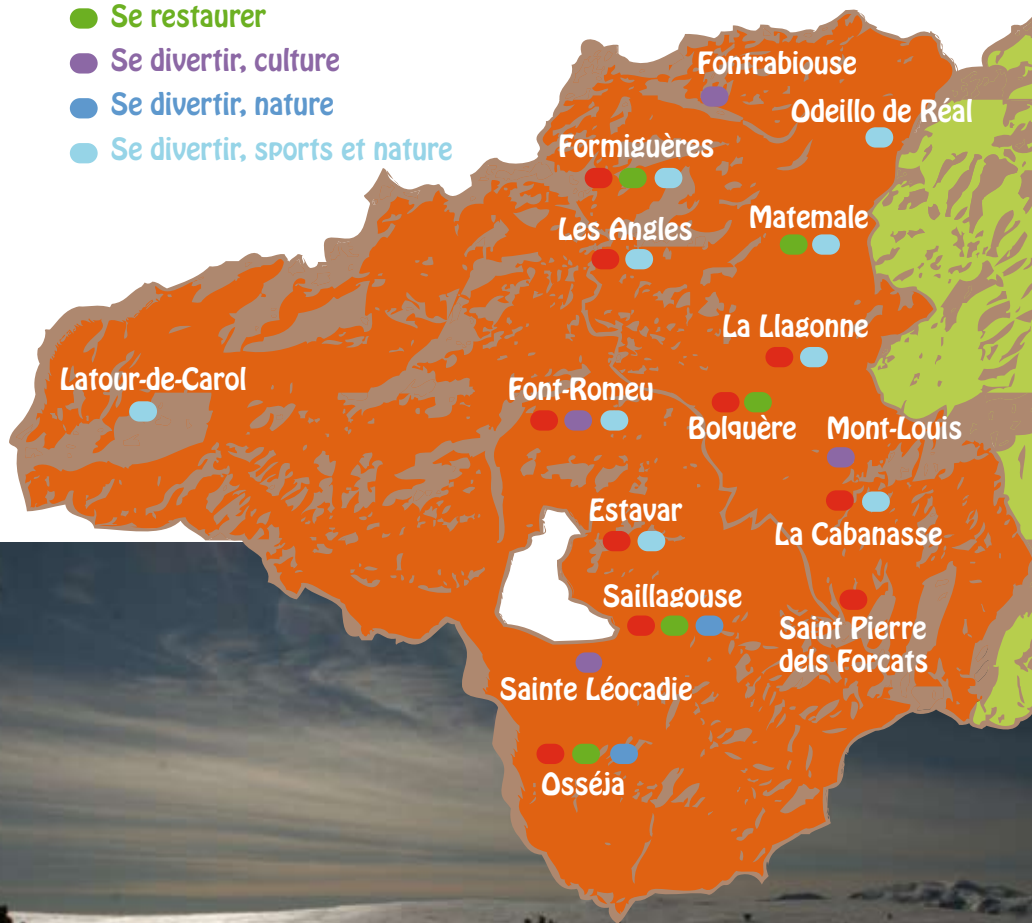 Se restaurer
Se divertir, culture
Se divertir, nature
Se divertir, sports et nature
Fontrabiouse
Odeillo de Réal
Formiguères
Les Angles
Matemale
La Llagonne
Latour-de-Carol
Font-Romeu
Bolquère
Mont-Louis
Estavar
La Cabanasse
Saillagouse
Saint Pierre
dels Forcats
Sainte Léocadie
Osséja